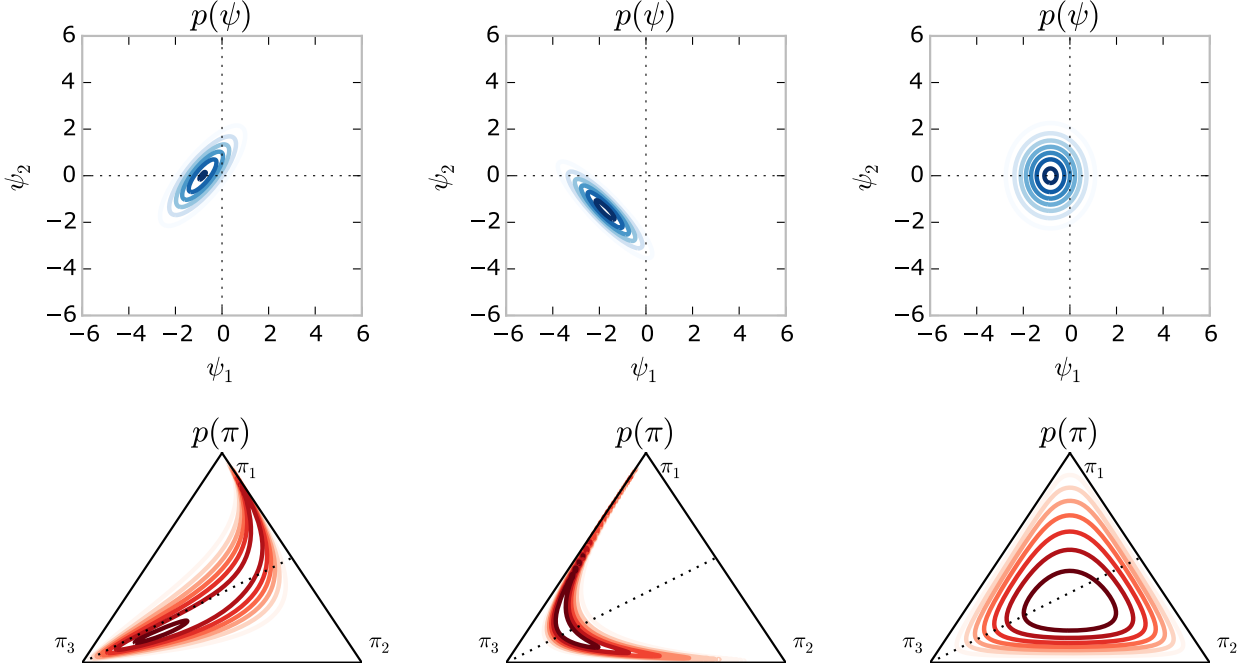 p(ψ) p(ψ) p(ψ)
6 6 6
4 4 4
2 2 2
ψ₂ 0 ψ₂ 0 ψ₂ 0
−2 −2 −2
−4 −4 −4
−6 −6 −6
−6 −4 −2 0 2 4 6 −6 −4 −2 0 2 4 6 −6 −4 −2 0 2 4 6
ψ₁ ψ₁ ψ₁
p(π) p(π) p(π)
π₁ π₁ π₁
π₃ π₂ π₃ π₂ π₃ π₂